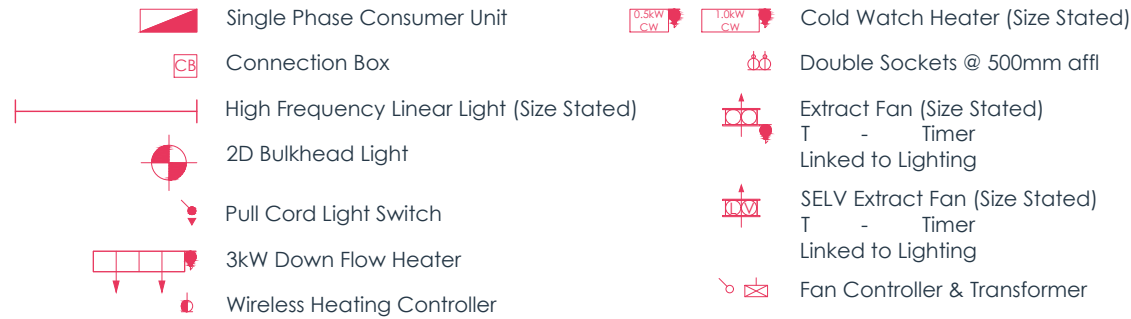 Single Phase Consumer Unit
CB Connection Box
High Frequency Linear Light (Size Stated)
2D Bulkhead Light
Pull Cord Light Switch
3kW Down Flow Heater
Wireless Heating Controller
0.5kW CW 1.0kW CW Cold Watch Heater (Size Stated)
Double Sockets @ 500mm affl
Extract Fan (Size Stated)
T - Timer
Linked to Lighting
LV SELV Extract Fan (Size Stated)
T - Timer
Linked to Lighting
Fan Controller & Transformer